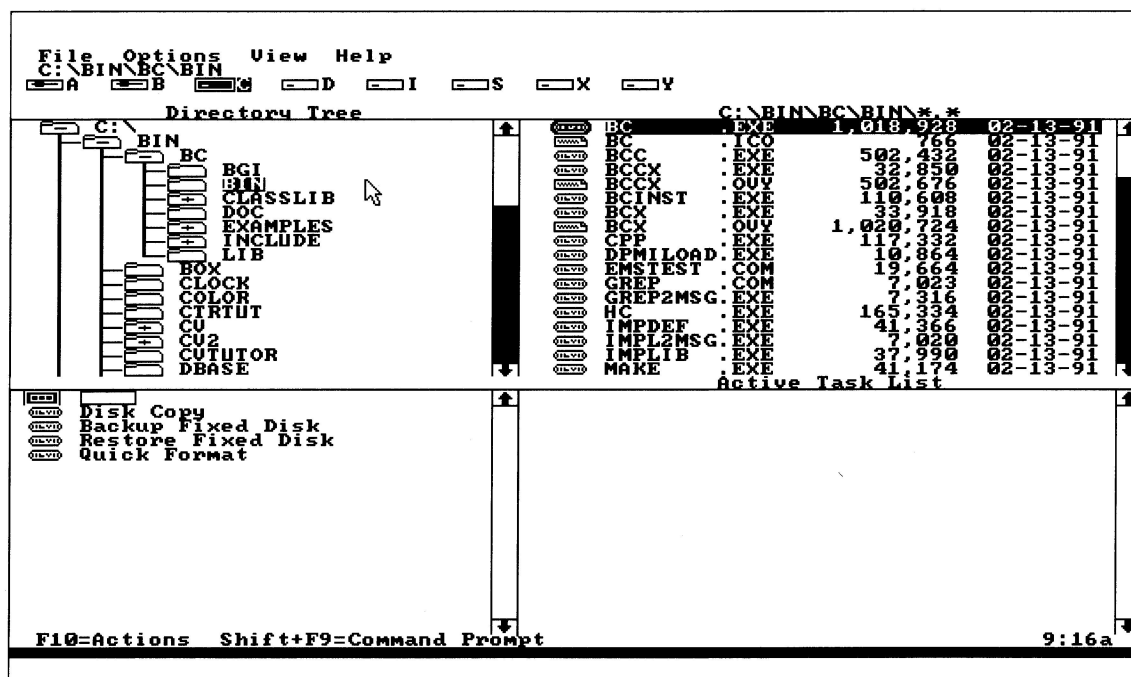 File Options View Help
C:\BIN\BC\BIN
A B C D I S X Y
Directory Tree
C:\
BIN
BC
BGI
BIN
CLASSLIB
DOC
EXAMPLES
INCLUDE
LIB
BOX
CLOCK
COLOR
CTRTUT
CV
CV2
CVTUTOR
DBASE
C:\BIN\BC\BIN\*.*
BC .EXE 1,018,928 02-13-91
BC .ICO 766 02-13-91
BCC .EXE 502,432 02-13-91
BCCX .EXE 32,850 02-13-91
BCCX .OVY 502,676 02-13-91
BCINST .EXE 110,608 02-13-91
BCX .EXE 33,918 02-13-91
BCX .OVY 1,020,724 02-13-91
CPP .EXE 117,332 02-13-91
DPMILOAD.EXE 10,864 02-13-91
EMSTEST .COM 19,664 02-13-91
GREP .COM 7,023 02-13-91
GREP2MSG.EXE 7,316 02-13-91
HC .EXE 165,334 02-13-91
IMPDEF .EXE 41,366 02-13-91
IMPL2MSG.EXE 7,020 02-13-91
IMPLIB .EXE 37,990 02-13-91
MAKE .EXE 41,174 02-13-91
Disk Copy
Backup Fixed Disk
Restore Fixed Disk
Quick Format
Active Task List
F10=Actions Shift+F9=Command Prompt 9:16a